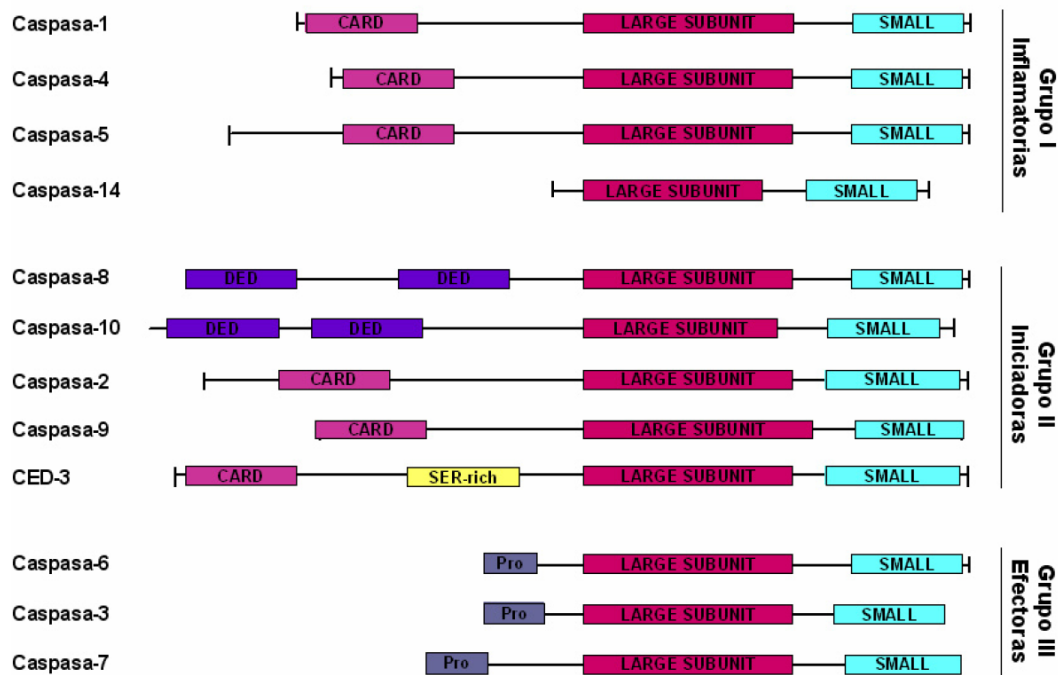 Caspasa-1 CARD LARGE SUBUNIT SMALL
Caspasa-4 CARD LARGE SUBUNIT SMALL
Caspasa-5 CARD LARGE SUBUNIT SMALL
Caspasa-14 LARGE SUBUNIT SMALL
Grupo I
Inflamatorias
Caspasa-8 DED DED LARGE SUBUNIT SMALL
Caspasa-10 DED DED LARGE SUBUNIT SMALL
Caspasa-2 CARD LARGE SUBUNIT SMALL
Caspasa-9 CARD LARGE SUBUNIT SMALL
CED-3 CARD SER-rich LARGE SUBUNIT SMALL
Grupo II
Iniciadoras
Caspasa-6 Pro LARGE SUBUNIT SMALL
Caspasa-3 Pro LARGE SUBUNIT SMALL
Caspasa-7 Pro LARGE SUBUNIT SMALL
Grupo III
Efectoras